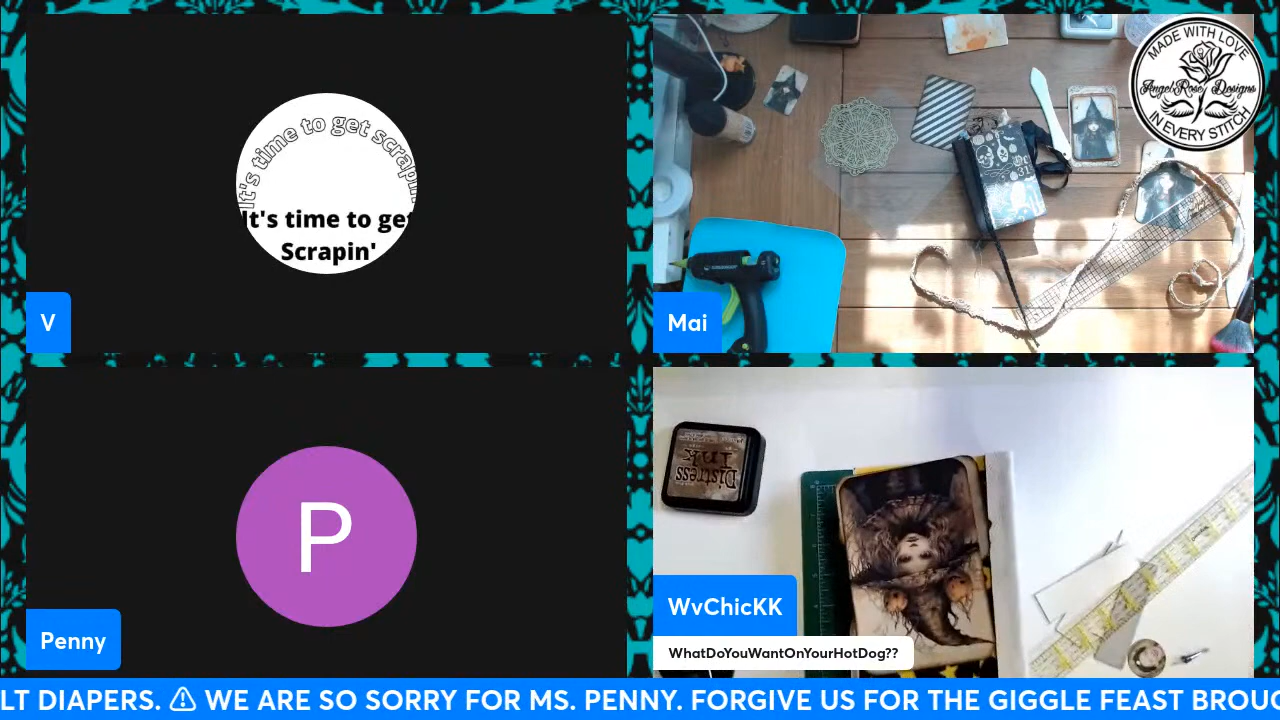 It's time to get scrapin'
It's time to get
Scrapin'
V
MADE WITH LOVE
AngelRose Designs
IN EVERY STITCH
31
Mai
P
Penny
Distress
ink
WvChicKK
WhatDoYouWantOnYourHotDog??
LT DIAPERS. ⚠ WE ARE SO SORRY FOR MS. PENNY. FORGIVE US FOR THE GIGGLE FEAST BROUG